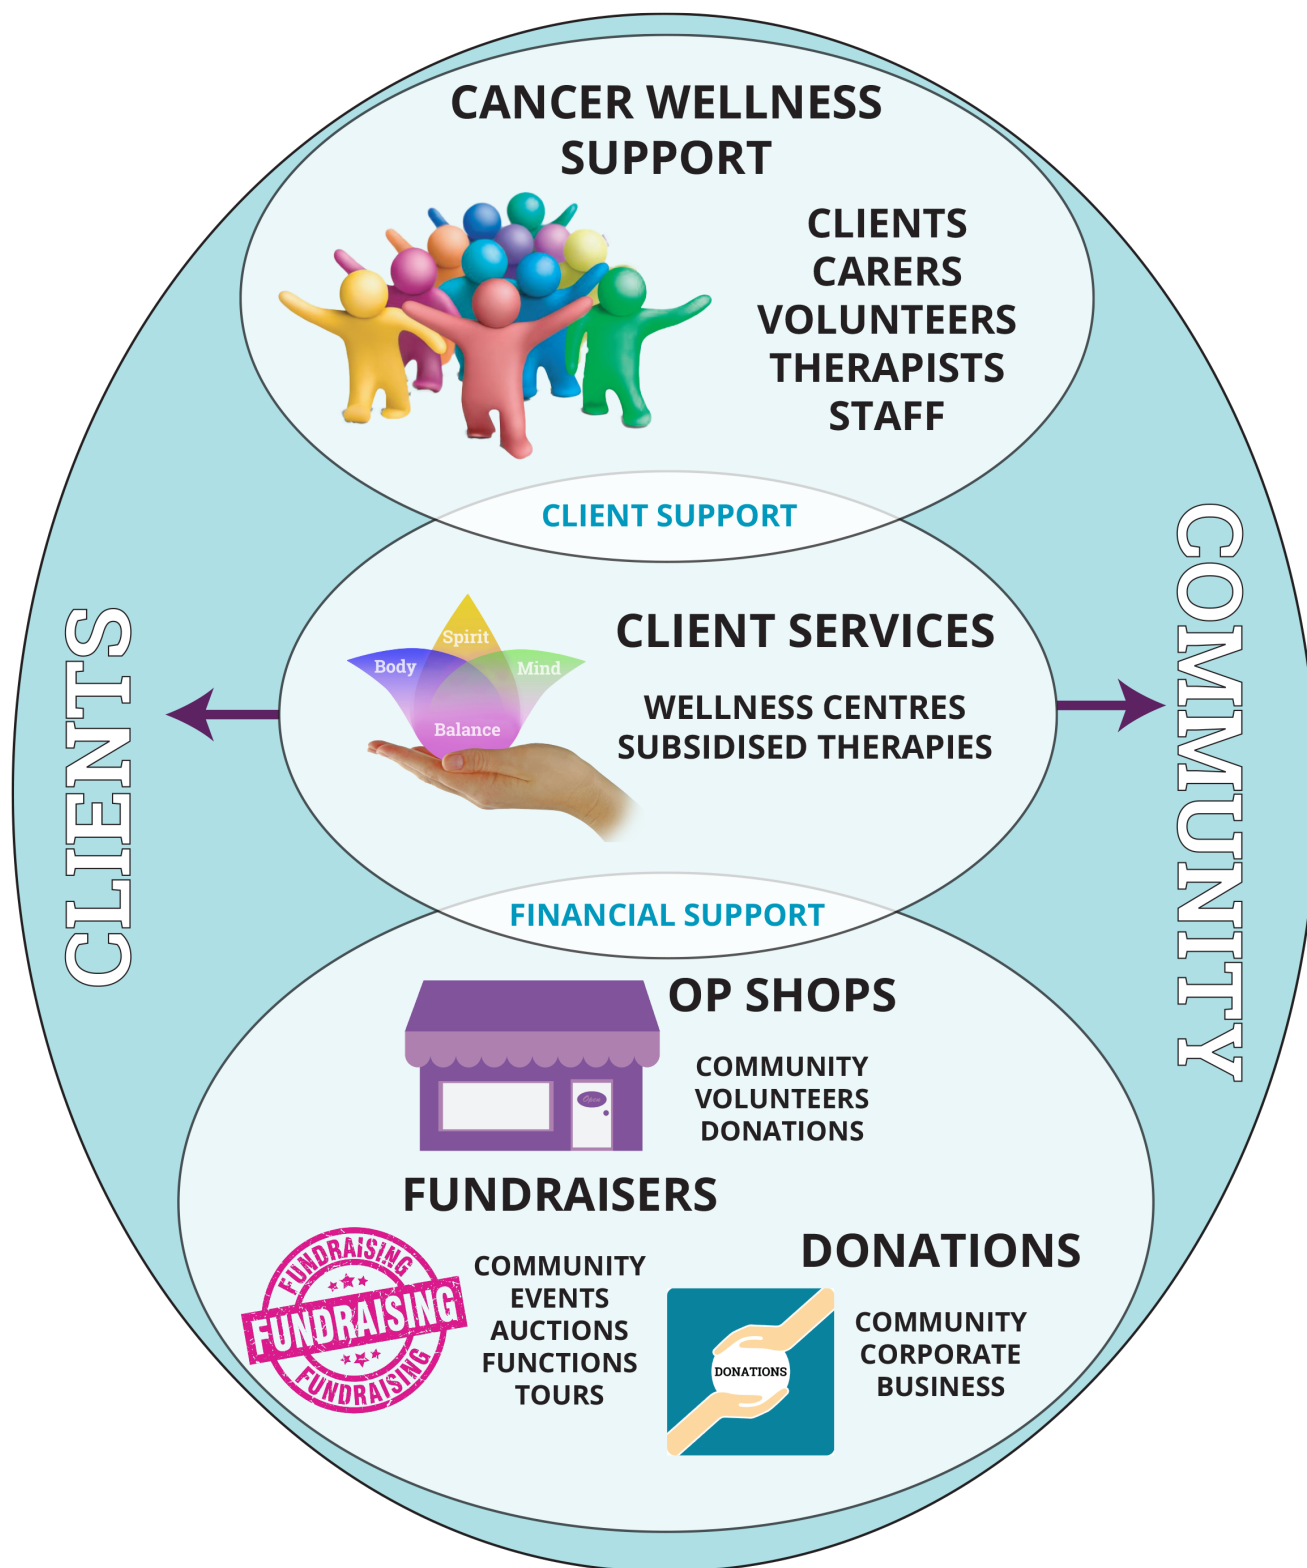 CANCER WELLNESS
SUPPORT
CLIENTS
CARERS
VOLUNTEERS
THERAPISTS
STAFF
CLIENT SUPPORT
CLIENTS
COMMUNITY
Spirit
Body
Mind
Balance
CLIENT SERVICES
WELLNESS CENTRES
SUBSIDISED THERAPIES
FINANCIAL SUPPORT
OP SHOPS
Open
COMMUNITY
VOLUNTEERS
DONATIONS
FUNDRAISERS
FUNDRAISING
FUNDRAISING
FUNDRAISING
COMMUNITY
EVENTS
AUCTIONS
FUNCTIONS
TOURS
DONATIONS
DONATIONS
COMMUNITY
CORPORATE
BUSINESS